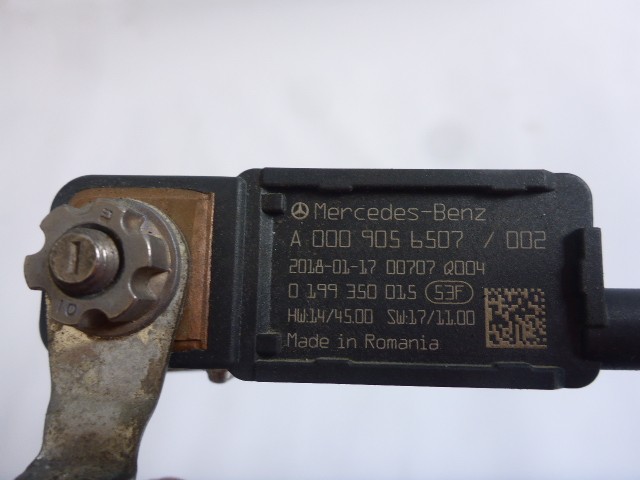 Mercedes-Benz
A 000 905 6507 / 002
2018-01-17 00707 Q004
0 199 350 015 S3F
HW:14/45.00 SW:17/11.00
Made in Romania
10